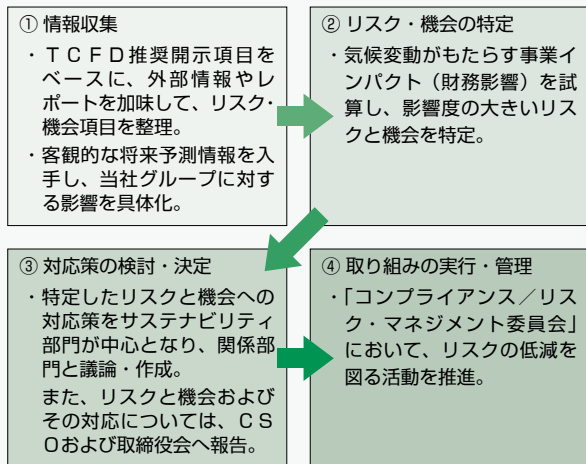 ① 情報収集
・ＴＣＦＤ推奨開示項目を
ベースに、外部情報やレ
ポートを加味して、リスク・
機会項目を整理。
・客観的な将来予測情報を入
手し、当社グループに対す
る影響を具体化。
② リスク・機会の特定
・気候変動がもたらす事業イ
ンパクト（財務影響）を試
算し、影響度の大きいリス
クと機会を特定。
③ 対応策の検討・決定
・特定したリスクと機会への
対応策をサステナビリティ
部門が中心となり、関係部
門と議論・作成。
また、リスクと機会および
その対応については、ＣＳ
Ｏおよび取締役会へ報告。
④ 取り組みの実行・管理
・「コンプライアンス／リス
ク・マネジメント委員会」
において、リスクの低減を
図る活動を推進。